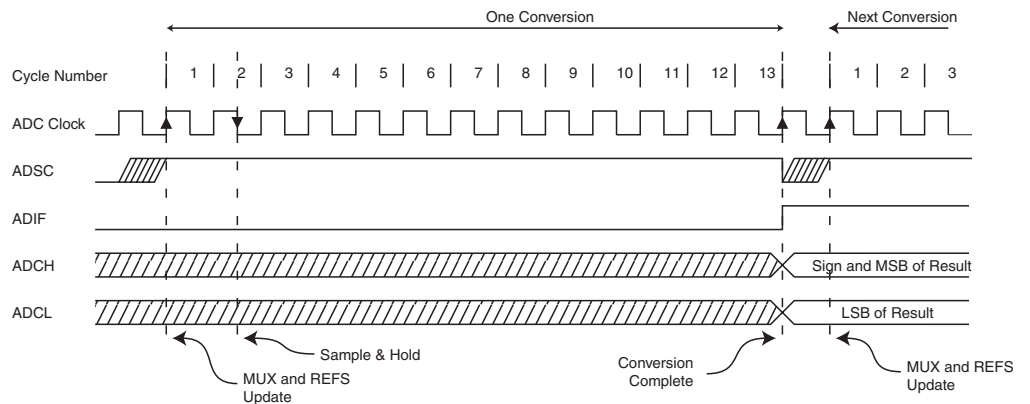 One Conversion Next Conversion
Cycle Number 1 2 3 4 5 6 7 8 9 10 11 12 13 1 2 3
ADC Clock
ADSC
ADIF
ADCH Sign and MSB of Result
ADCL LSB of Result
Sample & Hold
MUX and REFS
Update
Conversion
Complete
MUX and REFS
Update